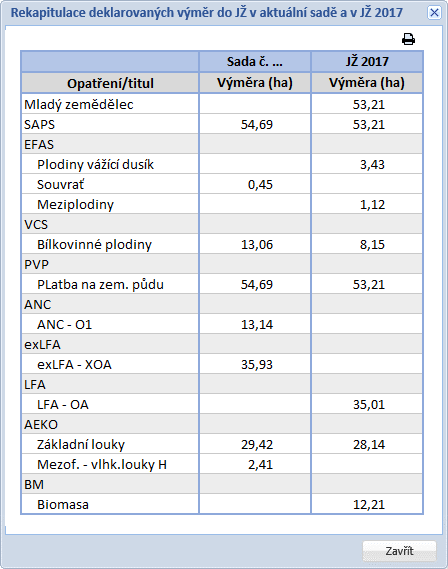 Rekapitulace deklarovaných výměr do JŽ v aktuální sadě a v JŽ 2017
Sada č. ... JŽ 2017
Opatření/titul Výměra (ha) Výměra (ha)
Mladý zemědělec 53,21
SAPS 54,69 53,21
EFAS
Plodiny vážící dusík 3,43
Souvrať 0,45
Meziplodiny 1,12
VCS
Bílkovinné plodiny 13,06 8,15
PVP
PLatba na zem. půdu 54,69 53,21
ANC
ANC - O1 13,14
exLFA
exLFA - XOA 35,93
LFA
LFA - OA 35,01
AEKO
Základní louky 29,42 28,14
Mezof. - vlhk.louky H 2,41
BM
Biomasa 12,21
Zavřít